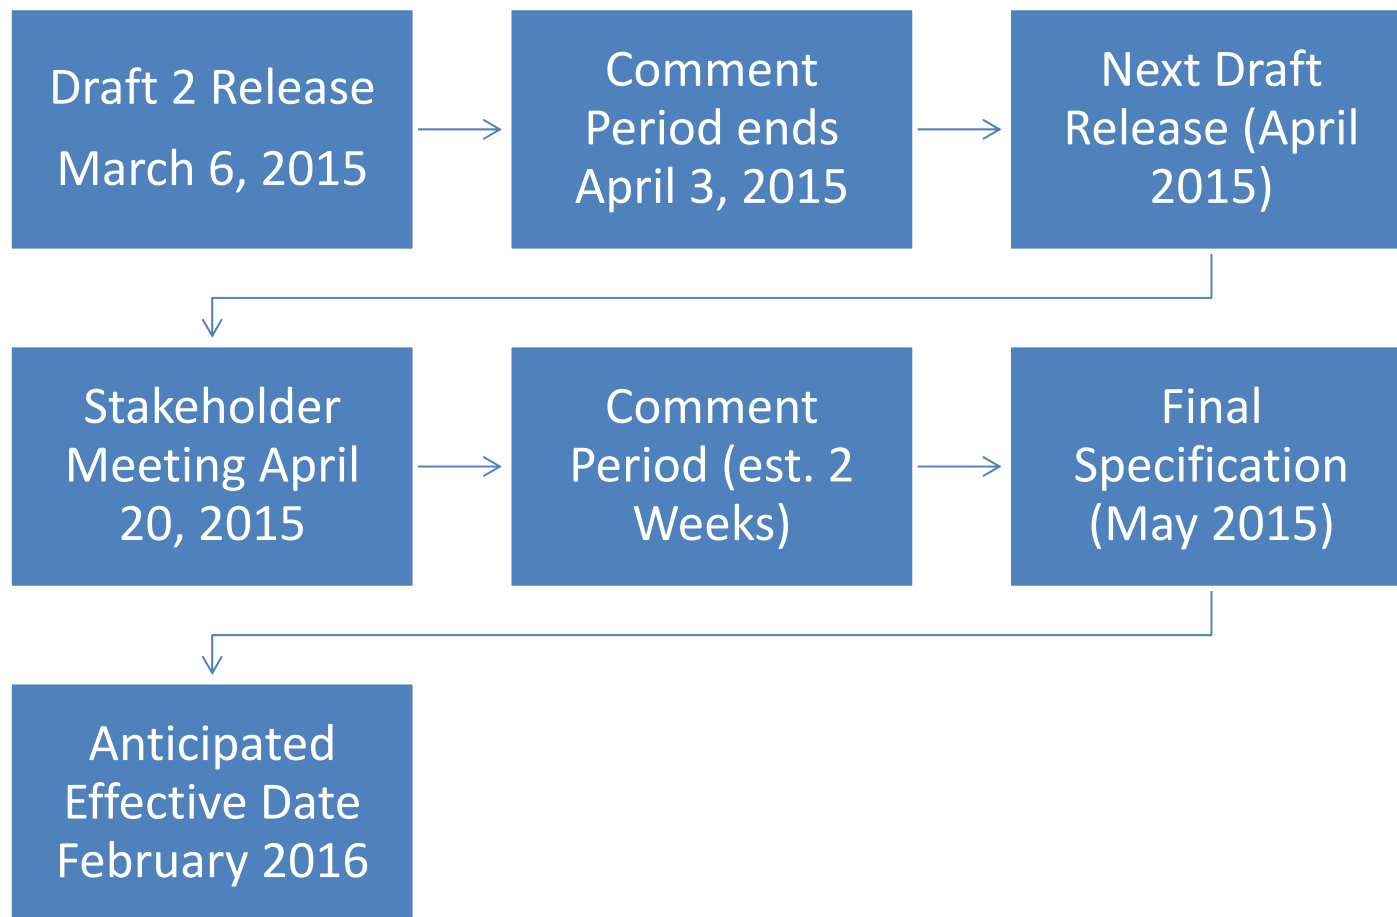 Draft 2 Release
March 6, 2015
Comment
Period ends
April 3, 2015
Next Draft
Release (April
2015)
Stakeholder
Meeting April
20, 2015
Comment
Period (est. 2
Weeks)
Final
Specification
(May 2015)
Anticipated
Effective Date
February 2016